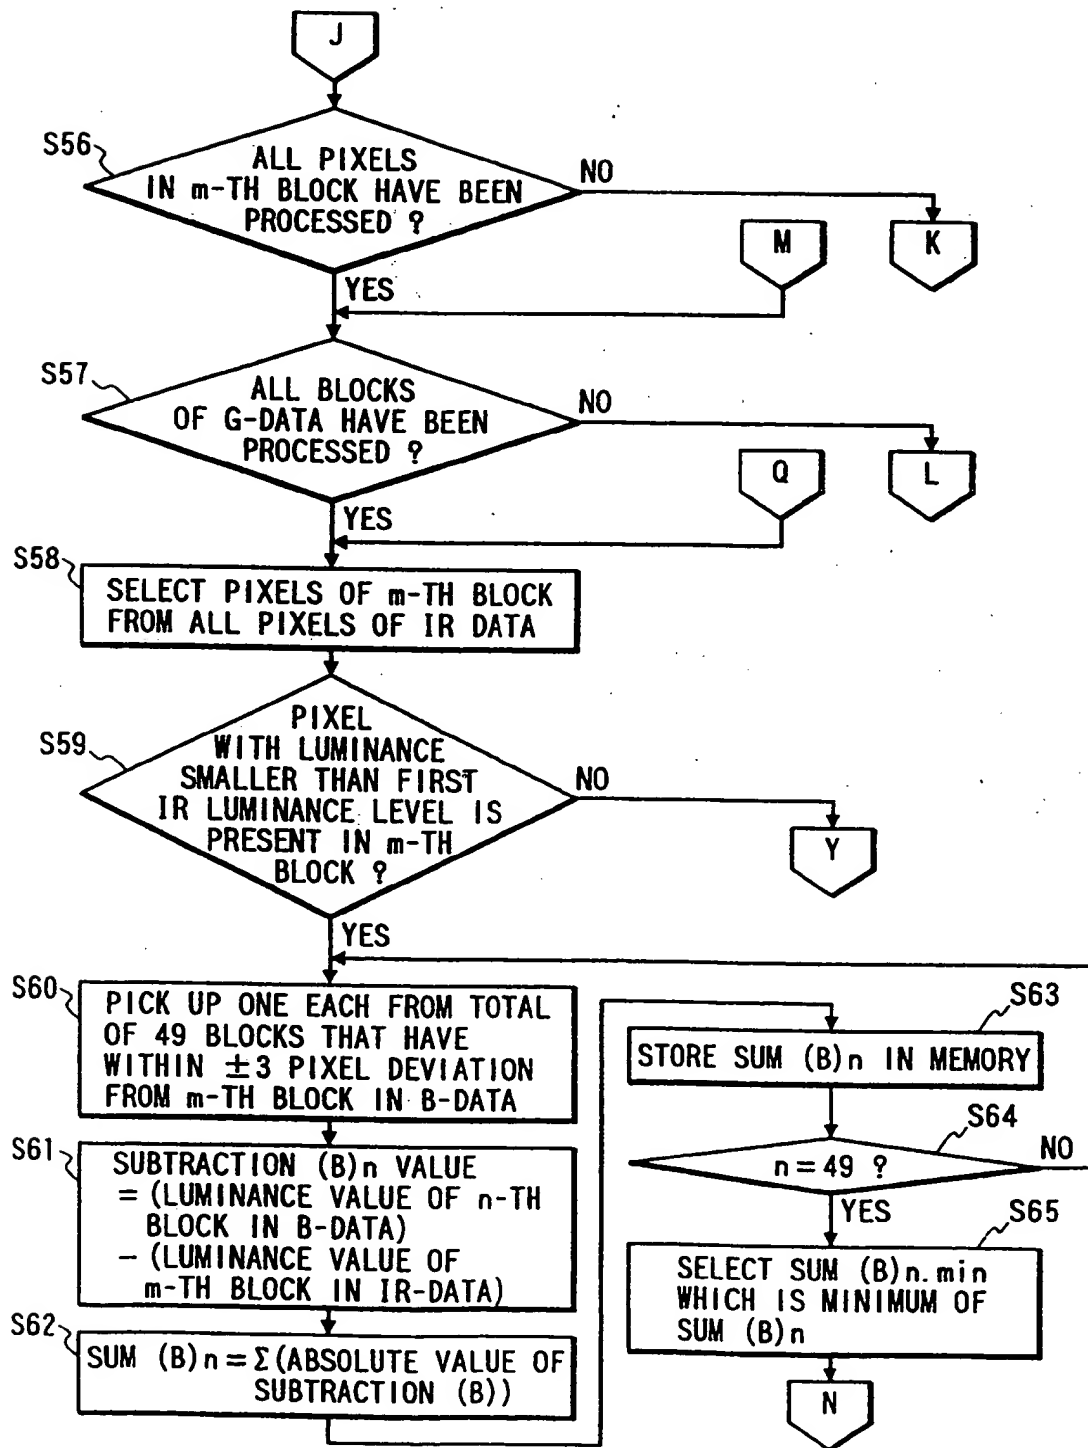 J
S56
ALL PIXELS
IN m-TH BLOCK HAVE BEEN
PROCESSED ?
NO
M
K
YES
S57
ALL BLOCKS
OF G-DATA HAVE BEEN
PROCESSED ?
NO
Q
L
YES
S58
SELECT PIXELS OF m-TH BLOCK
FROM ALL PIXELS OF IR DATA
S59
PIXEL
WITH LUMINANCE
SMALLER THAN FIRST
IR LUMINANCE LEVEL IS
PRESENT IN m-TH
BLOCK ?
NO
Y
YES
S60
PICK UP ONE EACH FROM TOTAL
OF 49 BLOCKS THAT HAVE
WITHIN ±3 PIXEL DEVIATION
FROM m-TH BLOCK IN B-DATA
S61
SUBTRACTION (B)n VALUE
= (LUMINANCE VALUE OF n-TH
BLOCK IN B-DATA)
- (LUMINANCE VALUE OF
m-TH BLOCK IN IR-DATA)
S62
SUM (B)n = Σ(ABSOLUTE VALUE OF
SUBTRACTION (B))
S63
STORE SUM (B)n IN MEMORY
S64
n = 49 ?
NO
YES
S65
SELECT SUM (B)n.min
WHICH IS MINIMUM OF
SUM (B)n
N